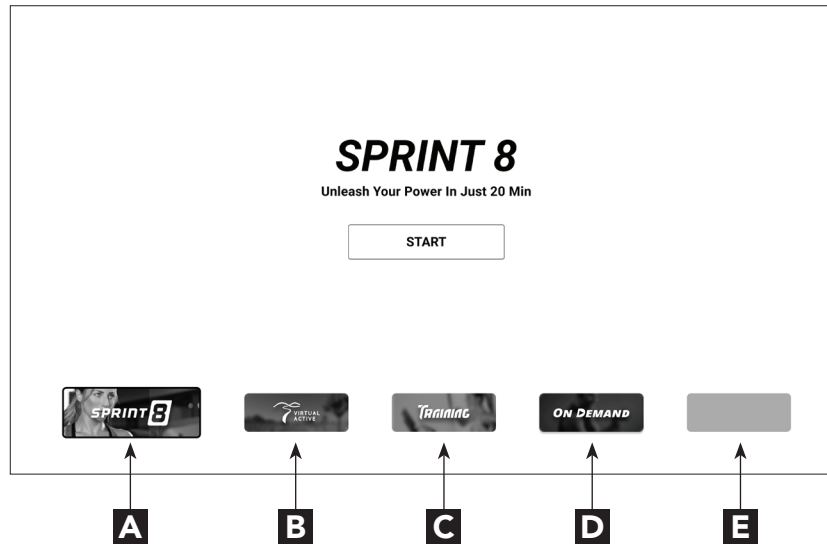 SPRINT 8
Unleash Your Power In Just 20 Min
START
SPRINT 8
VIRTUAL
ACTIVE
TRAINING
ON DEMAND
A
B
C
D
E